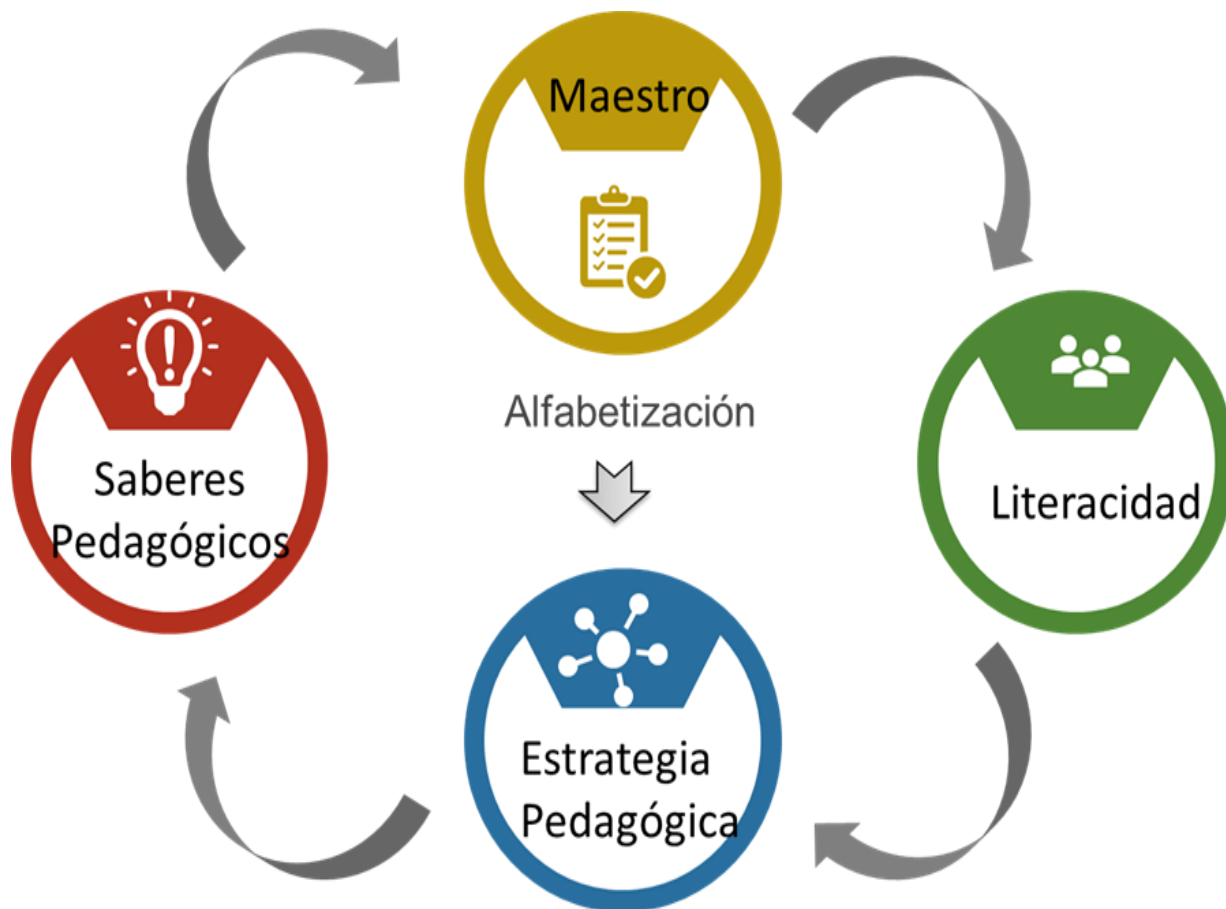 Maestro
Alfabetización
Saberes
Pedagógicos
Literacidad
Estrategia
Pedagógica